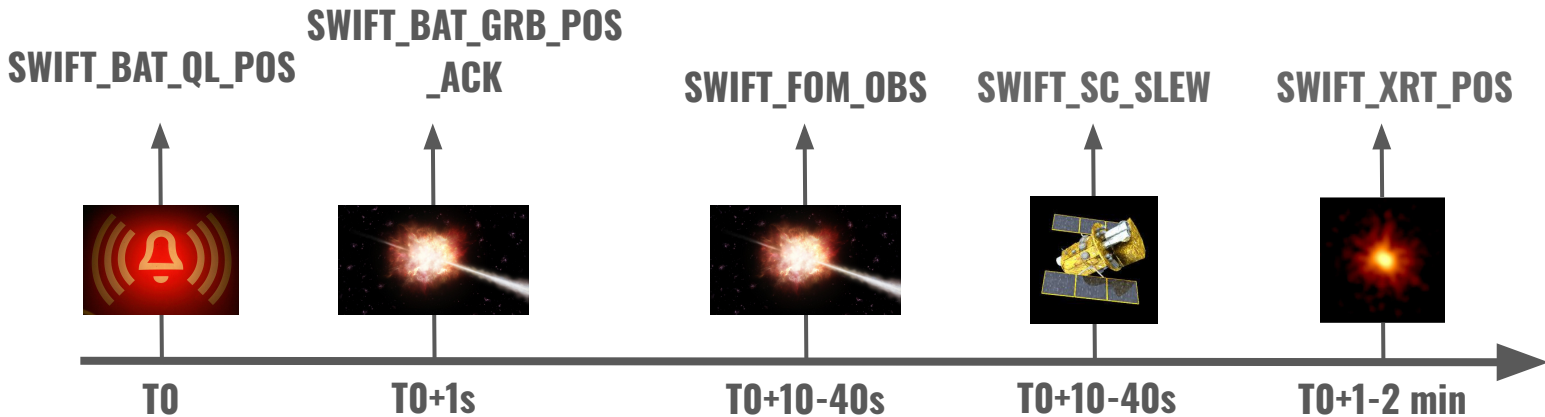 SWIFT_BAT_QL_POS
SWIFT_BAT_GRB_POS
_ACK
SWIFT_FOM_OBS
SWIFT_SC_SLEW
SWIFT_XRT_POS
T0
T0+1s
T0+10-40s
T0+10-40s
T0+1-2 min